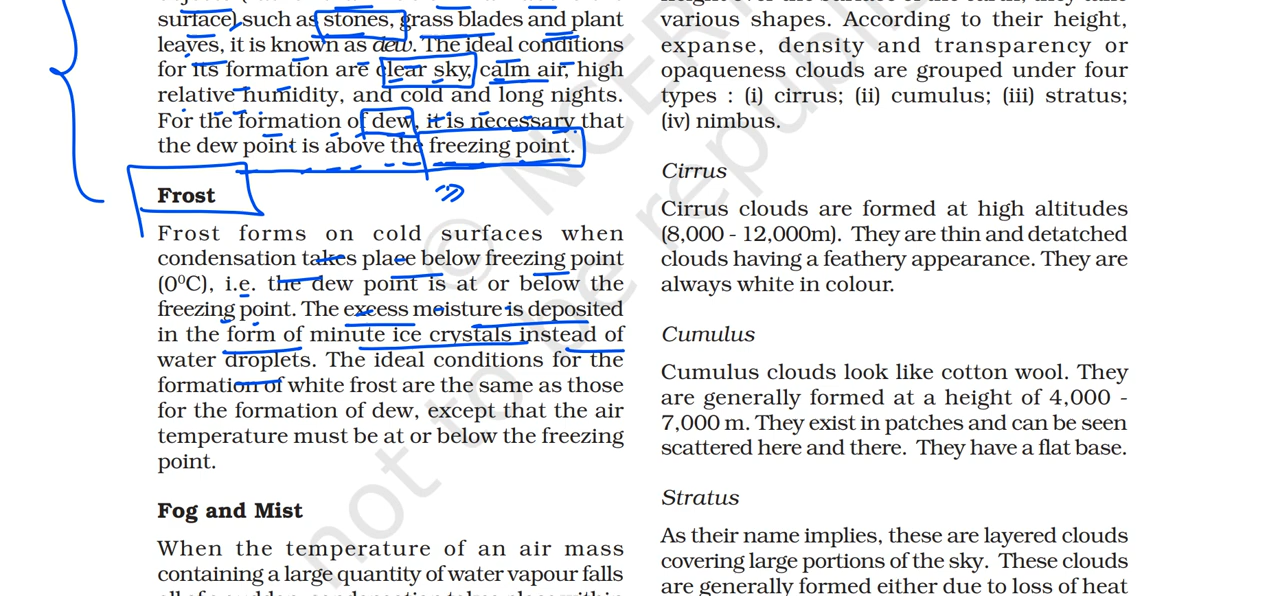 surface) such as stones, grass blades and plant
leaves, it is known as dew. The ideal conditions
for its formation are clear sky, calm air, high
relative humidity, and cold and long nights.
For the formation of dew, it is necessary that
the dew point is above the freezing point.
Frost
Frost forms on cold surfaces when
condensation takes place below freezing point
(0⁰C), i.e. the dew point is at or below the
freezing point. The excess moisture is deposited
in the form of minute ice crystals instead of
water droplets. The ideal conditions for the
formation of white frost are the same as those
for the formation of dew, except that the air
temperature must be at or below the freezing
point.
Fog and Mist
When the temperature of an air mass
containing a large quantity of water vapour falls
various shapes. According to their height,
expanse, density and transparency or
opaqueness clouds are grouped under four
types : (i) cirrus; (ii) cumulus; (iii) stratus;
(iv) nimbus.
Cirrus
Cirrus clouds are formed at high altitudes
(8,000 - 12,000m). They are thin and detatched
clouds having a feathery appearance. They are
always white in colour.
Cumulus
Cumulus clouds look like cotton wool. They
are generally formed at a height of 4,000 -
7,000 m. They exist in patches and can be seen
scattered here and there. They have a flat base.
Stratus
As their name implies, these are layered clouds
covering large portions of the sky. These clouds
are generally formed either due to loss of heat
© NCER
not to be republ